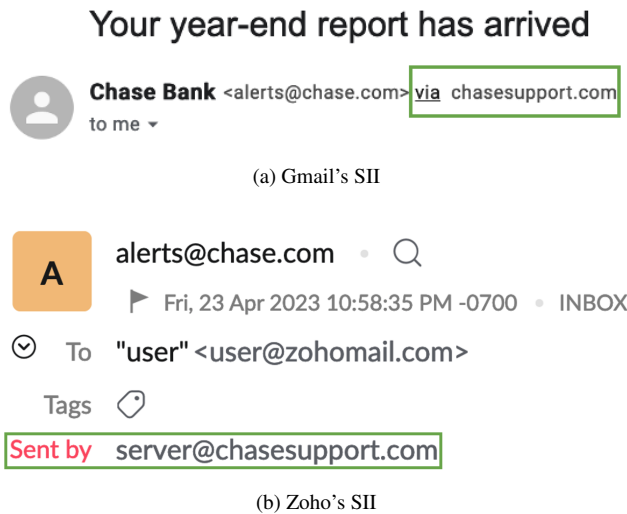 Your year-end report has arrived
Chase Bank <alerts@chase.com> via chasesupport.com
to me
(a) Gmail's SII
A
alerts@chase.com
Fri, 23 Apr 2023 10:58:35 PM -0700 • INBOX
To "user" <user@zohomail.com>
Tags
Sent by server@chasesupport.com
(b) Zoho's SII